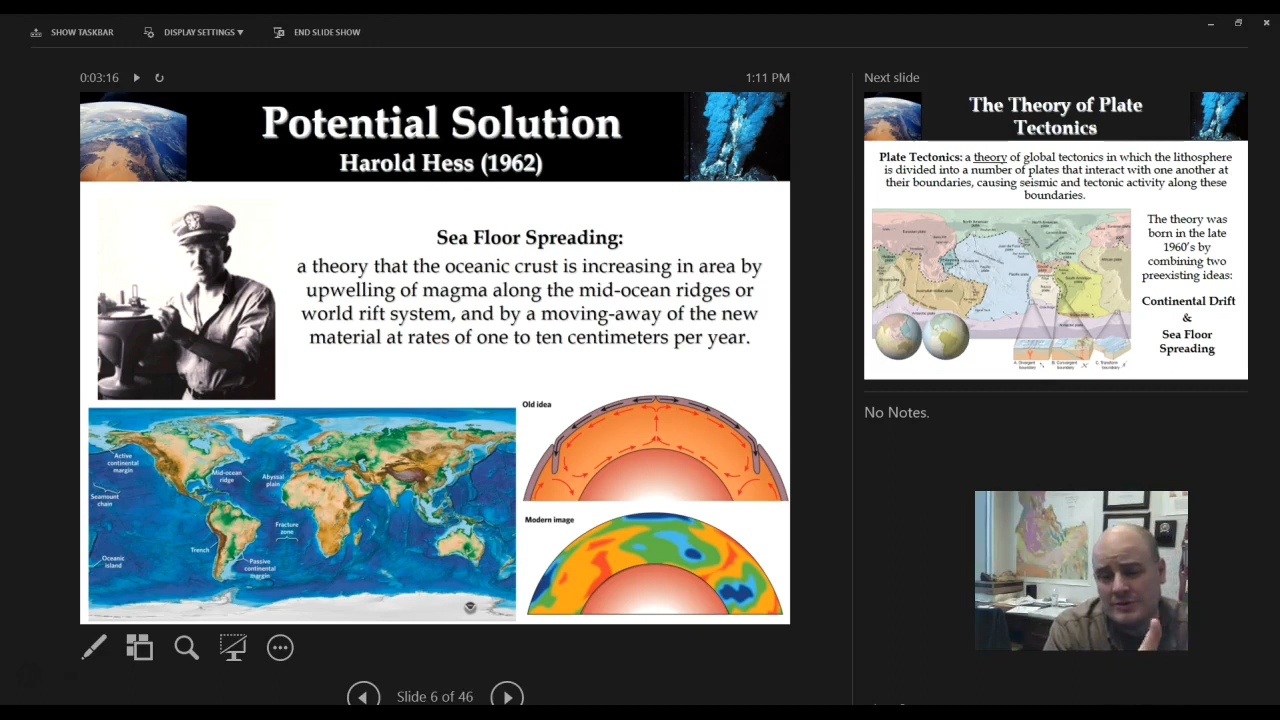 SHOW TASKBAR
DISPLAY SETTINGS ▼
END SLIDE SHOW
0:03:16
1:11 PM
Potential Solution
Harold Hess (1962)
Sea Floor Spreading:
a theory that the oceanic crust is increasing in area by
upwelling of magma along the mid-ocean ridges or
world rift system, and by a moving-away of the new
material at rates of one to ten centimeters per year.
Active
continental
margin
Mid-ocean
ridge
Abyssal
plain
Seamount
chain
Fracture
zone
Trench
Oceanic
island
Passive
continental
margin
Old idea
Modern image
Slide 6 of 46
Next slide
The Theory of Plate
Tectonics
Plate Tectonics: a theory of global tectonics in which the lithosphere
is divided into a number of plates that interact with one another at
their boundaries, causing seismic and tectonic activity along these
boundaries.
The theory was
born in the late
1960's by
combining two
preexisting ideas:
Continental Drift
&
Sea Floor
Spreading
A. Divergent
boundary
B. Convergent
boundary
C. Transform
boundary
No Notes.